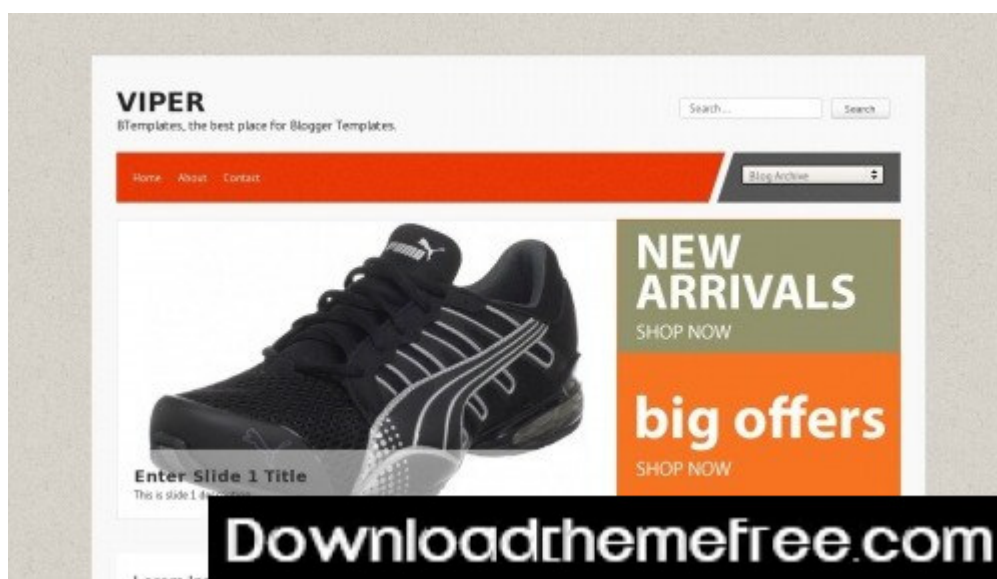 VIPER
BTemplates, the best place for Blogger Templates.
Search...
Search
Home About Contact
Blog Archive
PUMA
NEW
ARRIVALS
SHOP NOW
big offers
SHOP NOW
Enter Slide 1 Title
This is slide 1 description
Downloadthemefree.com